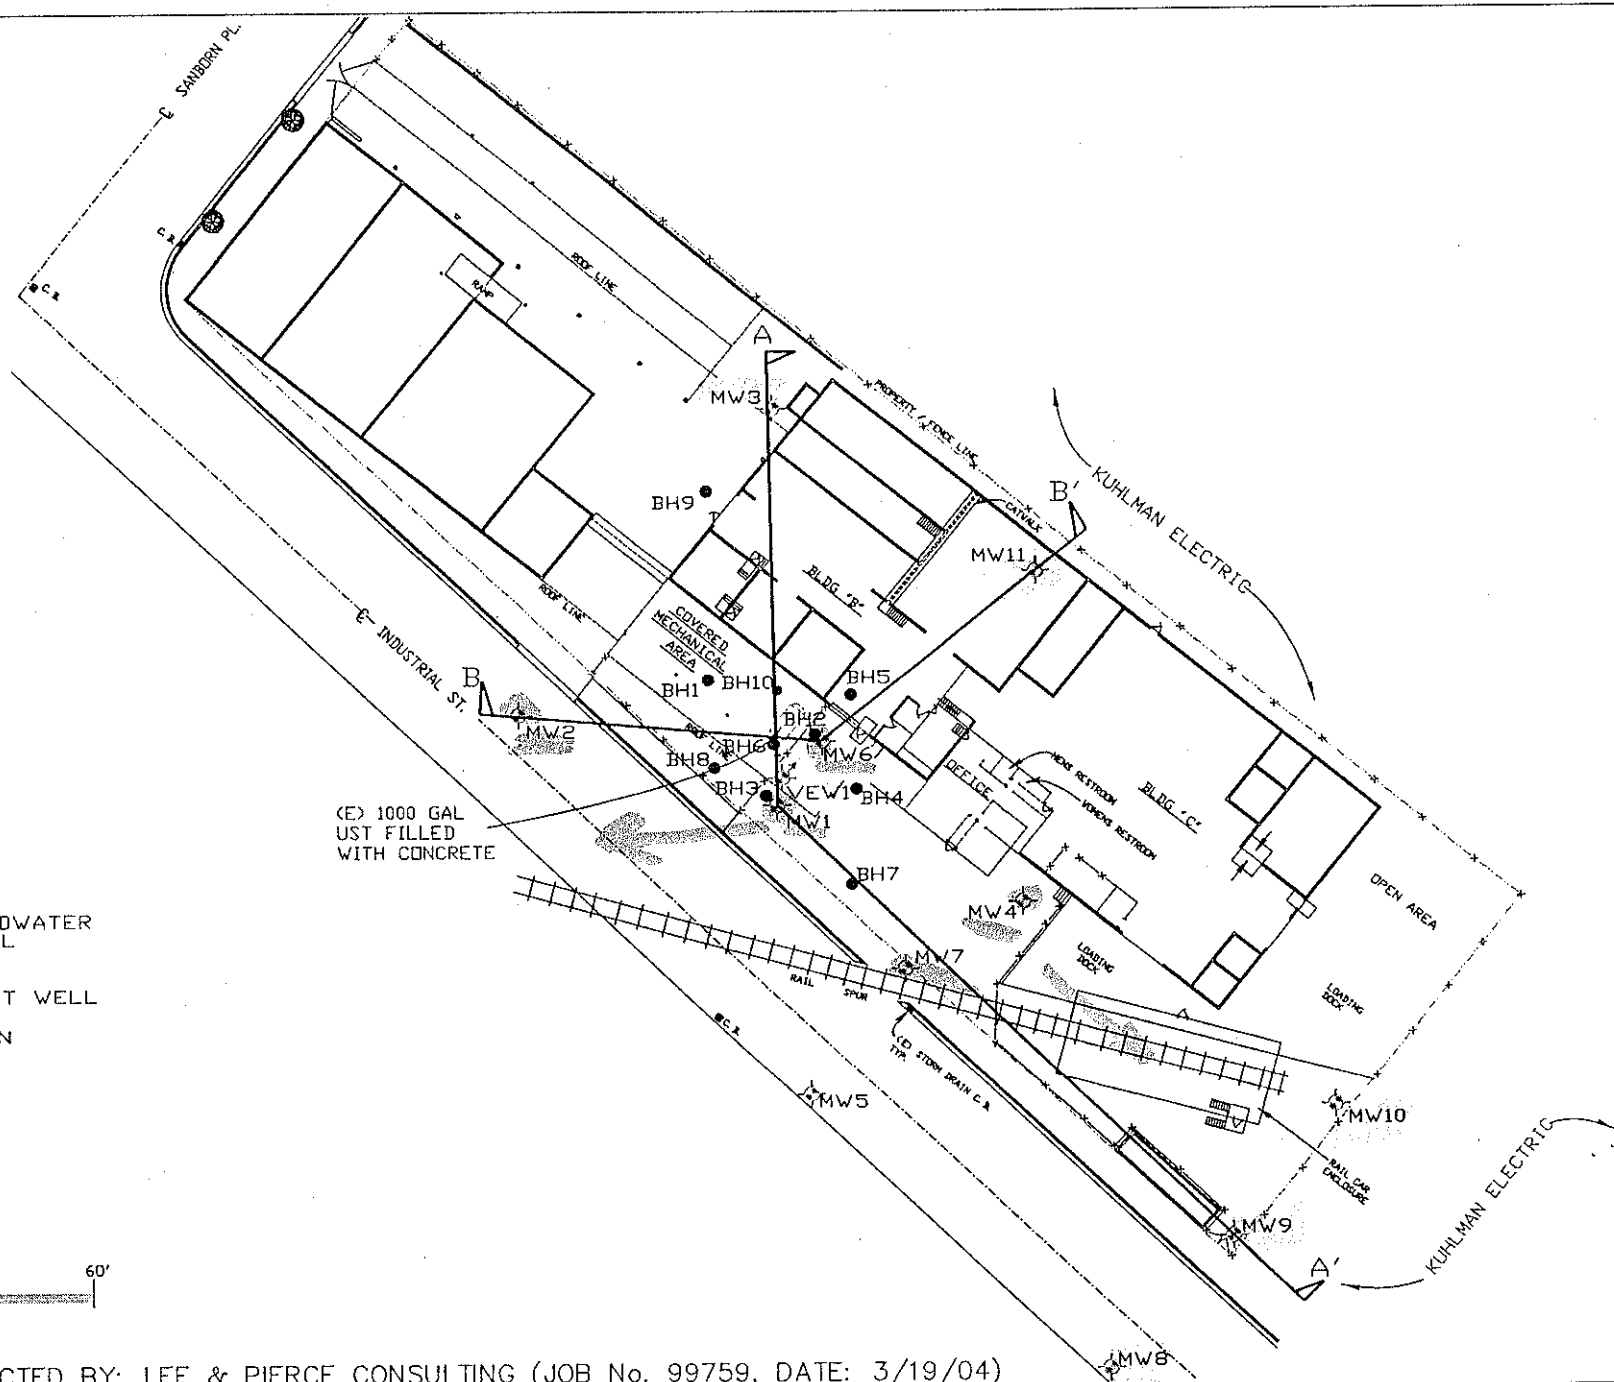 ℄ SANBORN PL.
C.B.
C.B.
ROOF LINE
RAMP
A
MW3
PROPERTY / FENCE LINE
KUHLMAN ELECTRIC
B'
CATWALK
BH9
MW11
BLDG "B"
ROOF LINE
COVERED
MECHANICAL
AREA
℄ INDUSTRIAL ST.
B
BH1
BH10
BH5
MW2
BH2
ROOF LINE
BH6
MW6
BH8
OFFICE
MENS RESTROOM
WOMENS RESTROOM
BLDG "C"
BH3
VEW1
BH4
MW1
(E) 1000 GAL
UST FILLED
WITH CONCRETE
BH7
OPEN AREA
MW4
LOADING
DOCK
MW7
RAIL SPUR
LOADING
DOCK
DWATER
L
T WELL
N
C.B.
(E) STORM DRAIN C.B.
TYP.
MW5
MW10
RAIL CAR
ENCLOSURE
KUHLMAN ELECTRIC
MW9
A'
60'
MW8
CTED BY: LEE & PIERCE CONSULTING (JOB No. 99759, DATE: 3/19/04)